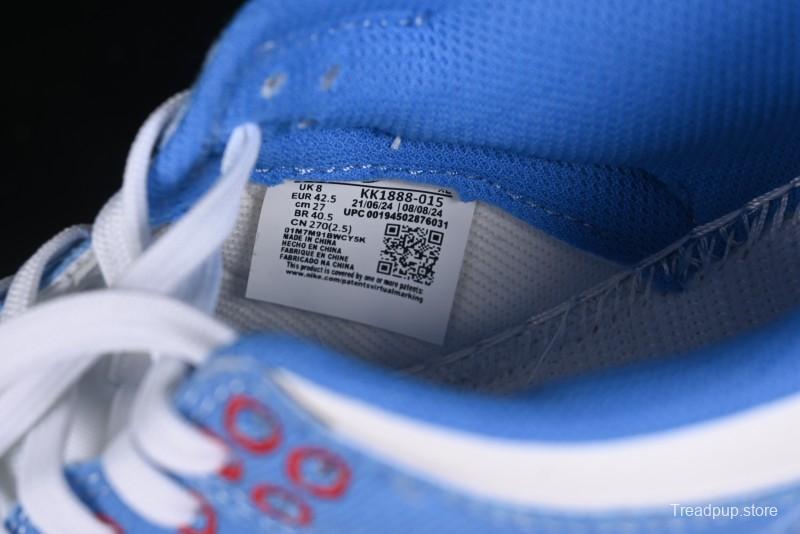 UK 8
EUR 42.5
cm 27
BR 40.5
CN 270(2.5)
01M7M91BWCY5K
MADE IN CHINA
HECHO EN CHINA
FABRIQUE EN CHINE
FABRICADO NA CHINA
This product is covered by one or more patents:
www.nike.com/patentsvirtualmarking
KK1888-015
21/06/24 | 08/08/24
UPC 00194502876031
Treadpup.store